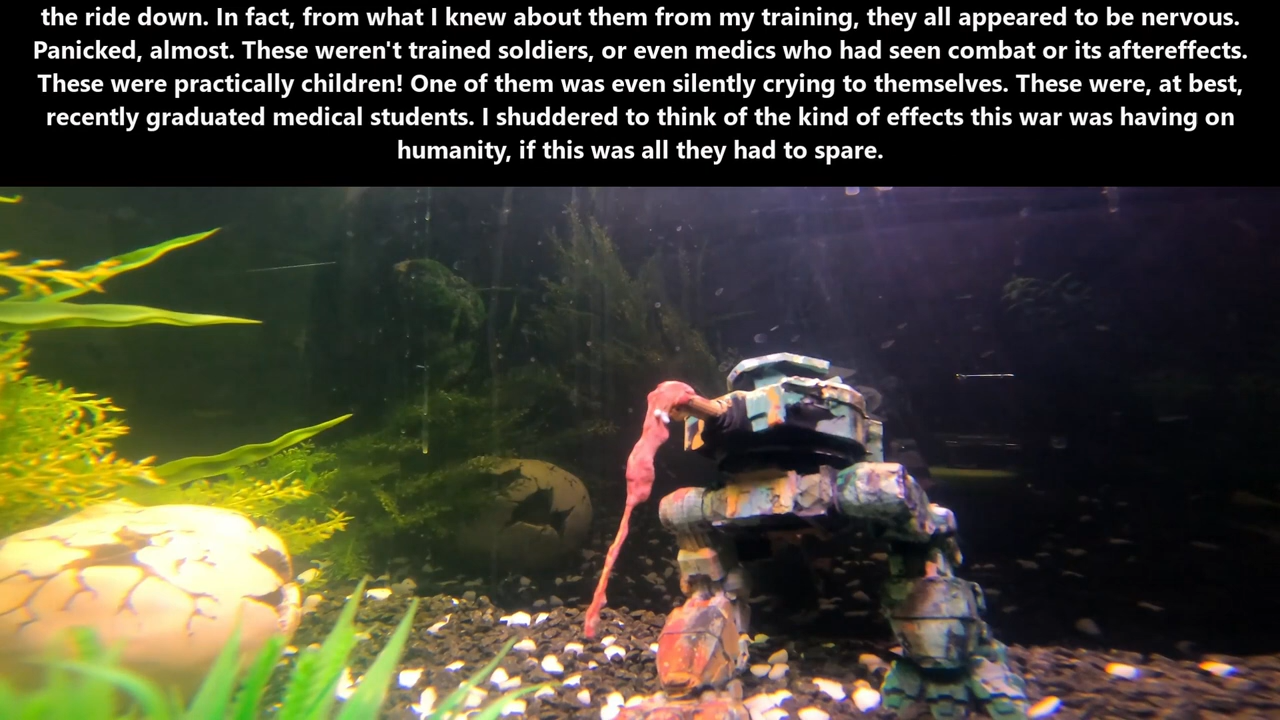 the ride down. In fact, from what I knew about them from my training, they all appeared to be nervous.
Panicked, almost. These weren't trained soldiers, or even medics who had seen combat or its aftereffects.
These were practically children! One of them was even silently crying to themselves. These were, at best,
recently graduated medical students. I shuddered to think of the kind of effects this war was having on
humanity, if this was all they had to spare.